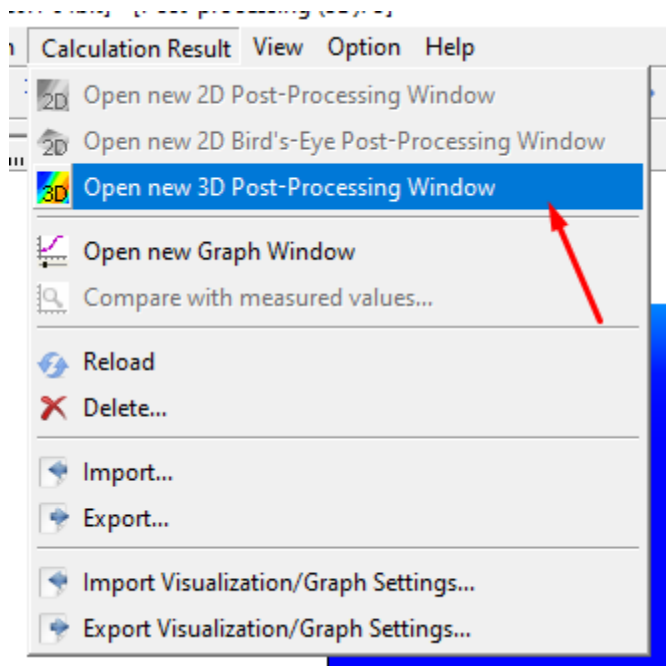 Calculation Result View Option Help
2D Open new 2D Post-Processing Window
2D Open new 2D Bird's-Eye Post-Processing Window
3D Open new 3D Post-Processing Window
Open new Graph Window
Compare with measured values...
Reload
Delete...
Import...
Export...
Import Visualization/Graph Settings...
Export Visualization/Graph Settings...